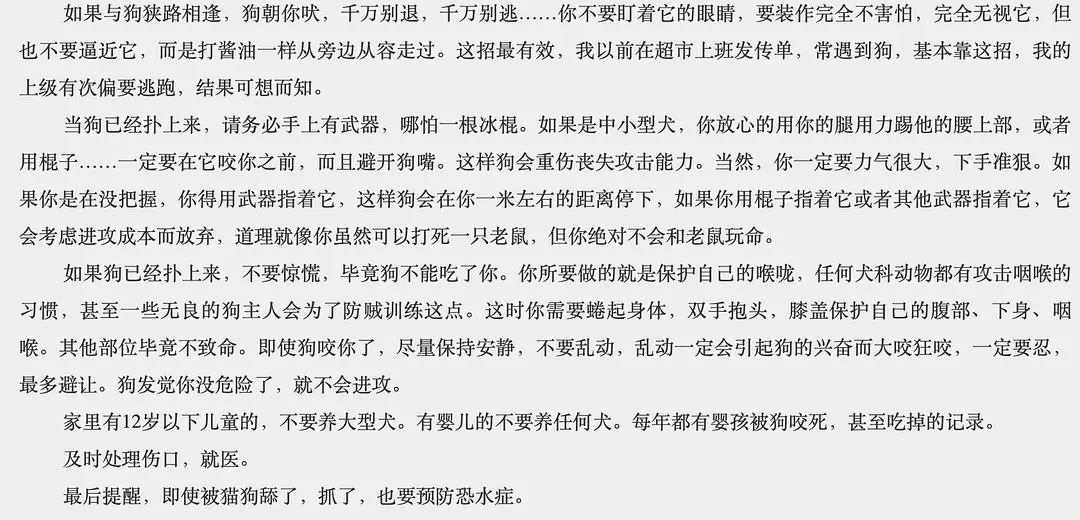 如果与狗狭路相逢，狗朝你吠，千万别退，千万别逃……你不要盯着它的眼睛，要装作完全不害怕，完全无视它，但
也不要逼近它，而是打酱油一样从旁边从容走过。这招最有效，我以前在超市上班发传单，常遇到狗，基本靠这招，我的
上级有次偏要逃跑，结果可想而知。
当狗已经扑上来，请务必手上有武器，哪怕一根冰棍。如果是中小型犬，你放心的用你的腿用力踢他的腰上部，或者
用棍子……一定要在它咬你之前，而且避开狗嘴。这样狗会重伤丧失攻击能力。当然，你一定要力气很大，下手准狠。如
果你是在没把握，你得用武器指着它，这样狗会在你一米左右的距离停下，如果你用棍子指着它或者其他武器指着它，它
会考虑进攻成本而放弃，道理就像你虽然可以打死一只老鼠，但你绝对不会和老鼠玩命。
如果狗已经扑上来，不要惊慌，毕竟狗不能吃了你。你所要做的就是保护自己的喉咙，任何犬科动物都有攻击咽喉的
习惯，甚至一些无良的狗主人会为了防贼训练这点。这时你需要蜷起身体，双手抱头，膝盖保护自己的腹部、下身、咽
喉。其他部位毕竟不致命。即使狗咬你了，尽量保持安静，不要乱动，乱动一定会引起狗的兴奋而大咬狂咬，一定要忍，
最多避让。狗发觉你没危险了，就不会进攻。
家里有12岁以下儿童的，不要养大型犬。有婴儿的不要养任何犬。每年都有婴孩被狗咬死，甚至吃掉的记录。
及时处理伤口，就医。
最后提醒，即使被猫狗舔了，抓了，也要预防恐水症。